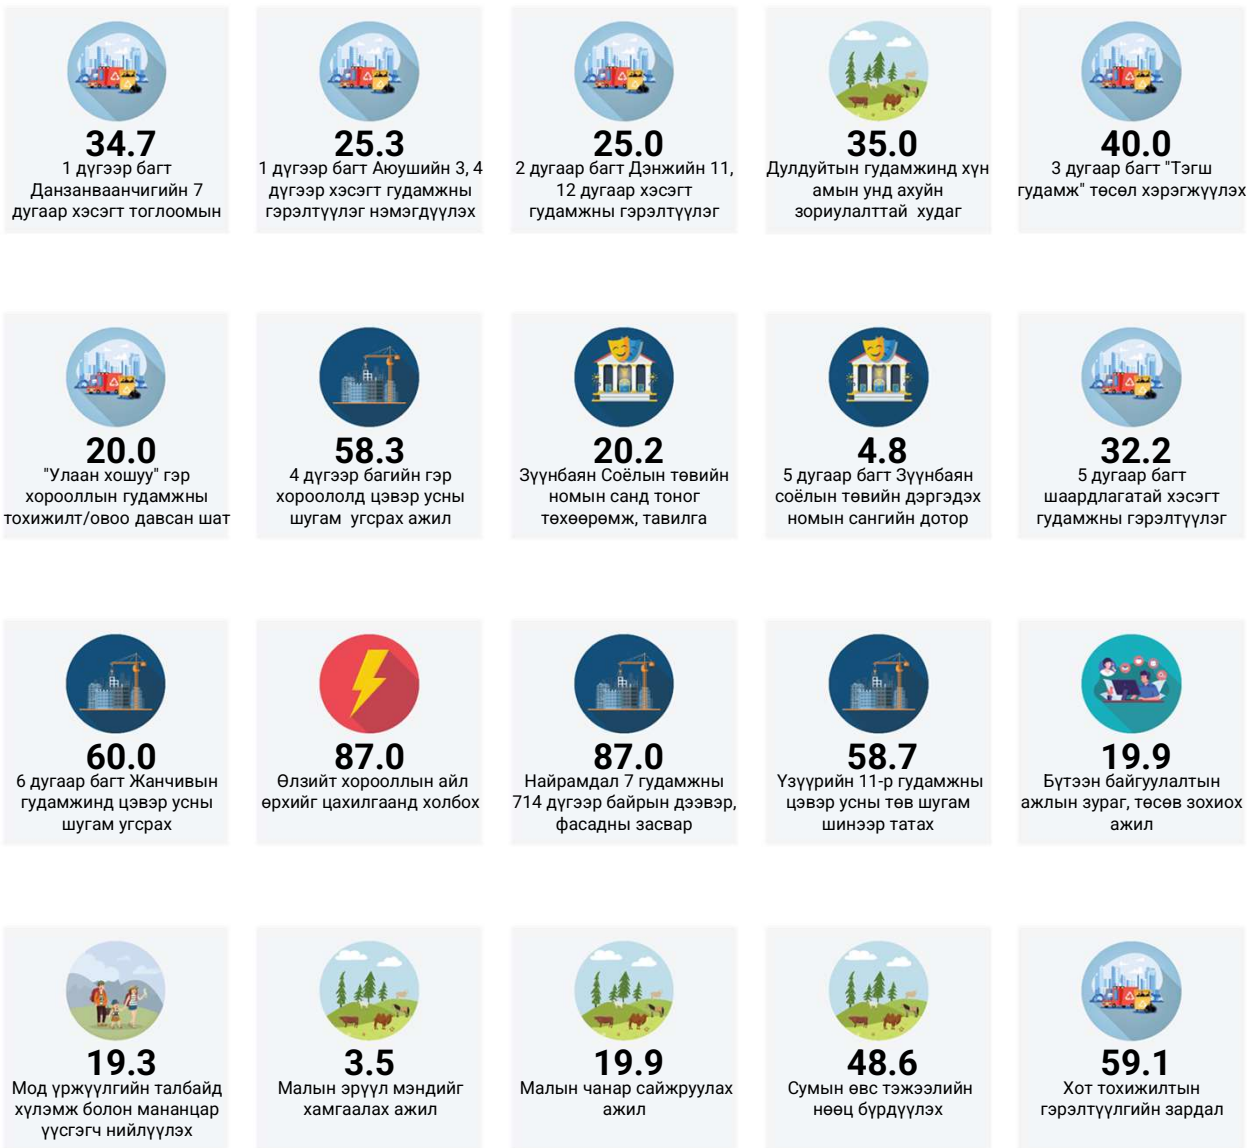 34.7
1 дүгээр багт
Данзанваанчигийн 7
дугаар хэсэгт тоглоомын
25.3
1 дүгээр багт Аюушийн 3, 4
дүгээр хэсэгт гудамжны
гэрэлтүүлэг нэмэгдүүлэх
25.0
2 дугаар багт Дэнжийн 11,
12 дугаар хэсэгт
гудамжны гэрэлтүүлэг
35.0
Дулдуйтын гудамжинд хүн
амын унд ахуйн
зориулалттай худаг
40.0
3 дугаар багт "Тэгш
гудамж" төсөл хэрэгжүүлэх
20.0
"Улаан хошуу" гэр
хорооллын гудамжны
тохижилт/овоо давсан шат
58.3
4 дүгээр багийн гэр
хороололд цэвэр усны
шугам угсрах ажил
20.2
Зүүнбаян Соёлын төвийн
номын санд тоног
төхөөрөмж, тавилга
4.8
5 дугаар багт Зүүнбаян
соёлын төвийн дэргэдэх
номын сангийн дотор
32.2
5 дугаар багт
шаардлагатай хэсэгт
гудамжны гэрэлтүүлэг
60.0
6 дугаар багт Жанчивын
гудамжинд цэвэр усны
шугам угсрах
87.0
Өлзийт хорооллын айл
өрхийг цахилгаанд холбох
87.0
Найрамдал 7 гудамжны
714 дүгээр байрын дээвэр,
фасадны засвар
58.7
Үзүүрийн 11-р гудамжны
цэвэр усны төв шугам
шинээр татах
19.9
Бүтээн байгуулалтын
ажлын зураг, төсөв зохиох
ажил
19.3
Мод үржүүлгийн талбайд
хүлэмж болон мананцар
үүсгэгч нийлүүлэх
3.5
Малын эрүүл мэндийг
хамгаалах ажил
19.9
Малын чанар сайжруулах
ажил
48.6
Сумын өвс тэжээлийн
нөөц бүрдүүлэх
59.1
Хот тохижилтын
гэрэлтүүлгийн зардал